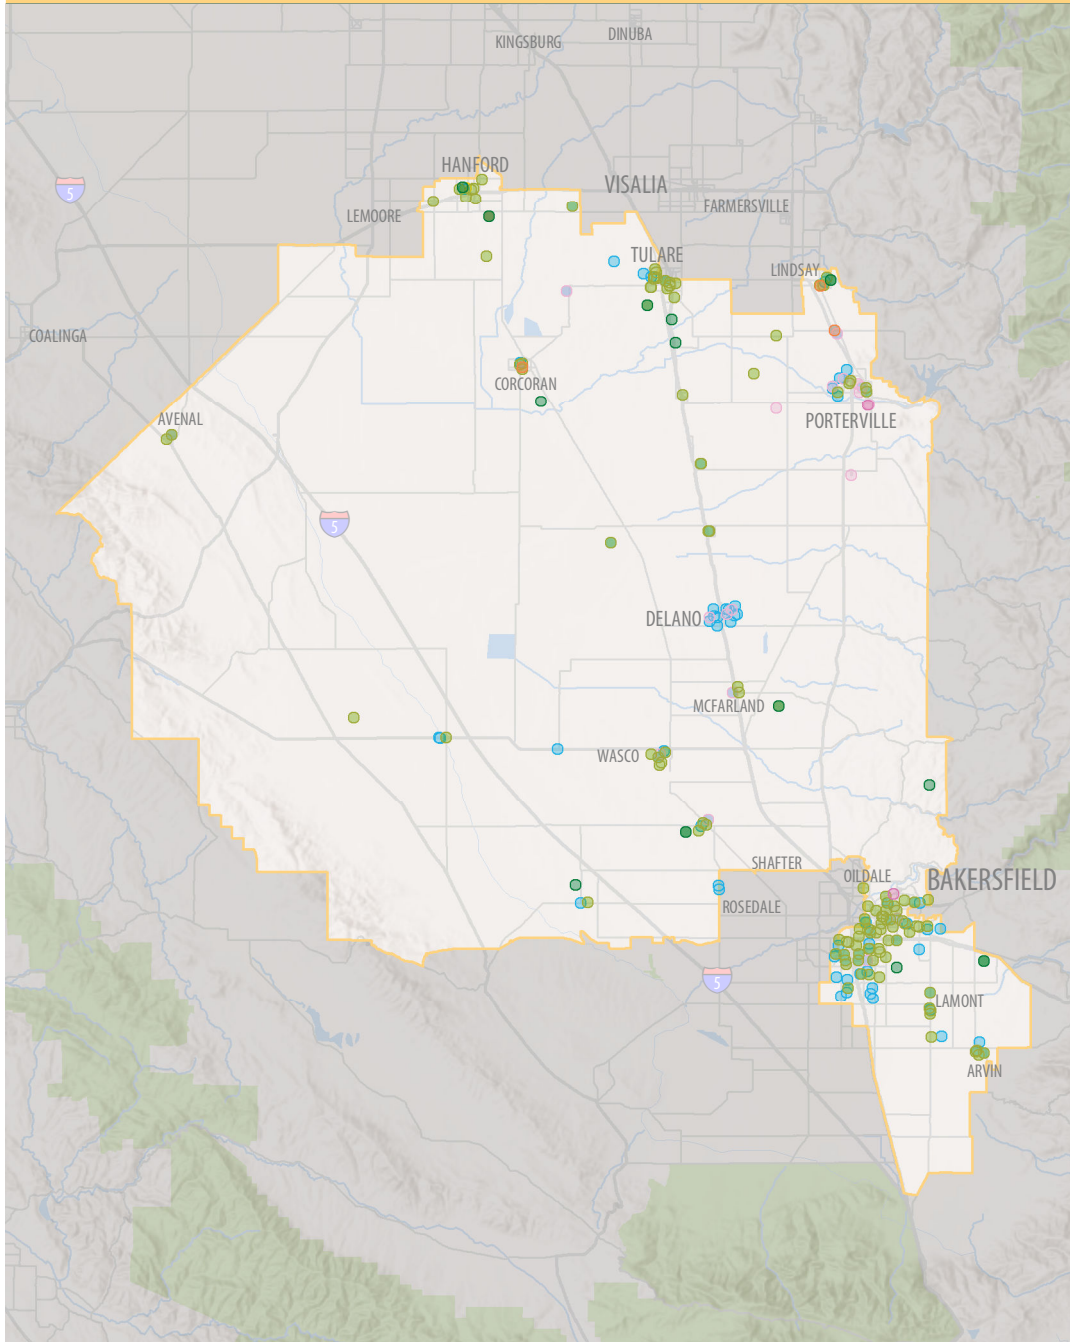 DINUBA
KINGSBURG
HANFORD
VISALIA
5
FARMERSVILLE
LEMOORE
TULARE
LINDSAY
COALINGA
CORCORAN
AVENAL
PORTERVILLE
5
DELANO
MCFARLAND
WASCO
SHAFTER
OILDALE
BAKERSFIELD
ROSEDALE
5
LAMONT
ARVIN